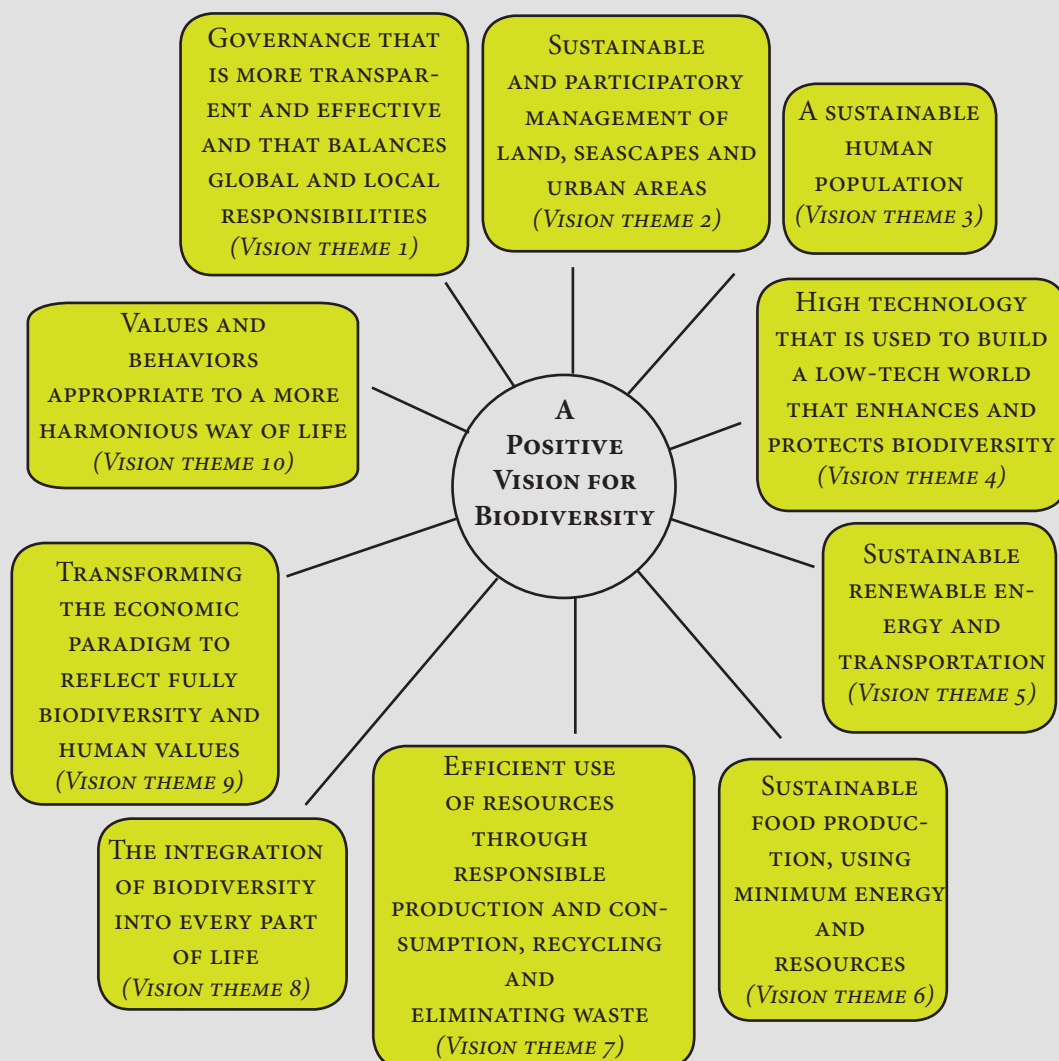 Governance that
is more transpar-
ent and effective
and that balances
global and local
responsibilities
(Vision theme 1)
Sustainable
and participatory
management of
land, seascapes and
urban areas
(Vision theme 2)
A sustainable
human
population
(Vision theme 3)
High technology
that is used to build
a low-tech world
that enhances and
protects biodiversity
(Vision theme 4)
Sustainable
renewable en-
ergy and
transportation
(Vision theme 5)
Sustainable
food produc-
tion, using
minimum energy
and
resources
(Vision theme 6)
Efficient use
of resources
through
responsible
production and con-
sumption, recycling
and
eliminating waste
(Vision theme 7)
The integration
of biodiversity
into every part
of life
(Vision theme 8)
Transforming
the economic
paradigm to
reflect fully
biodiversity and
human values
(Vision theme 9)
Values and
behaviors
appropriate to a more
harmonious way of life
(Vision theme 10)
A
Positive
Vision for
Biodiversity